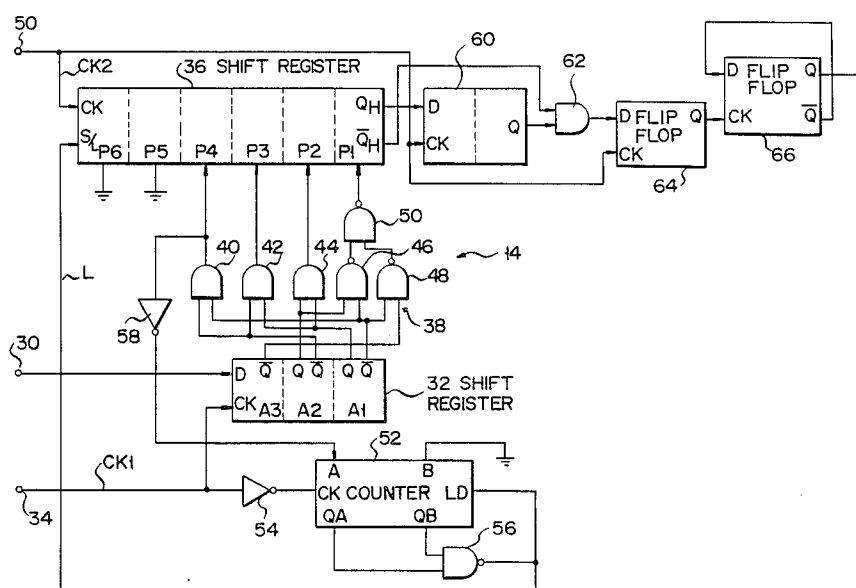 50
CK2
36 SHIFT REGISTER
60
62
CK
QH
Q̅H
D
Q
CK
S/L
P6 P5 P4 P3 P2 P1
D FLIP FLOP Q
CK
64
D FLIP FLOP Q
CK Q̅
66
50
40 42 44 46 48
14
L
58
38
30
D Q̅ Q Q̅ Q Q̅
CK A3 A2 A1
32 SHIFT
REGISTER
CK1
52
A B
CK COUNTER LD
QA QB
34
54
56